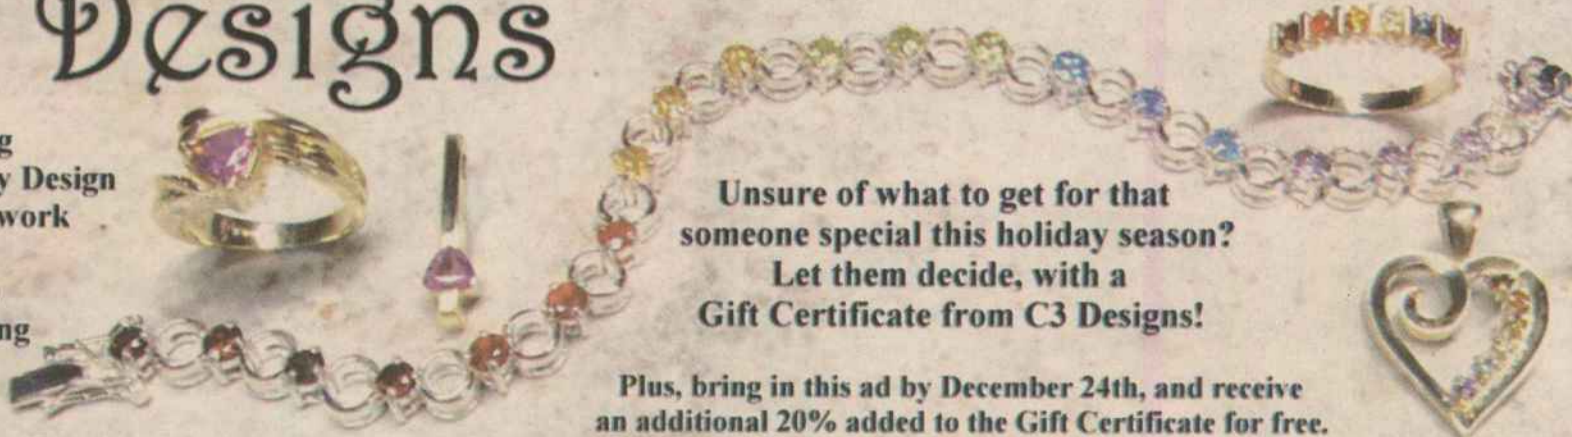 Designs
g
y Design
work
ng
Unsure of what to get for that
someone special this holiday season?
Let them decide, with a
Gift Certificate from C3 Designs!
Plus, bring in this ad by December 24th, and receive
an additional 20% added to the Gift Certificate for free.